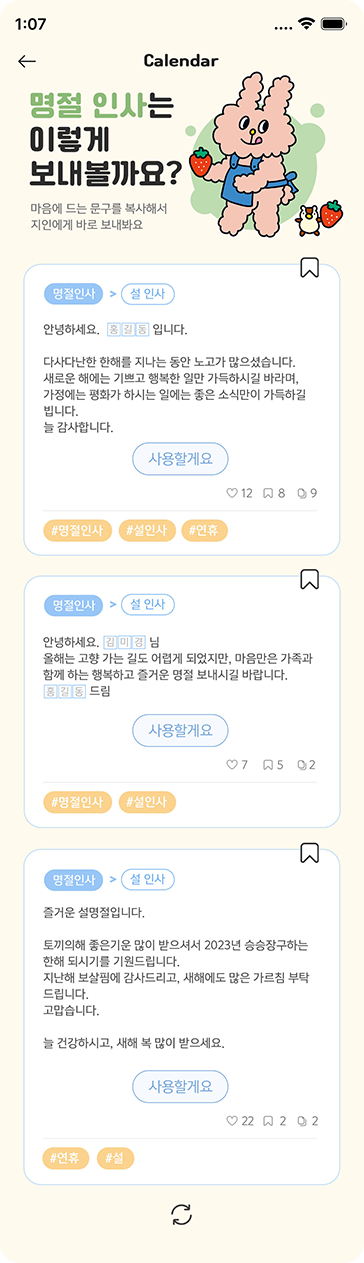 1:07
Calendar
명절 인사는
이렇게
보내볼까요?
마음에 드는 문구를 복사해서
지인에게 바로 보내봐요
명절인사 > 설 인사
안녕하세요. 홍길동 입니다.
다사다난한 한해를 지나는 동안 노고가 많으셨습니다.
새로운 해에는 기쁘고 행복한 일만 가득하시길 바라며,
가정에는 평화가 하시는 일에는 좋은 소식만이 가득하길
빕니다.
늘 감사합니다.
사용할게요
12 8 9
#명절인사 #설인사 #연휴
명절인사 > 설 인사
안녕하세요. 김미경 님
올해는 고향 가는 길도 어렵게 되었지만, 마음만은 가족과
함께 하는 행복하고 즐거운 명절 보내시길 바랍니다.
홍길동 드림
사용할게요
7 5 2
#명절인사 #설인사
명절인사 > 설 인사
즐거운 설명절입니다.
토끼의해 좋은기운 많이 받으셔서 2023년 승승장구하는
한해 되시기를 기원드립니다.
지난해 보살핌에 감사드리고, 새해에도 많은 가르침 부탁
드립니다.
고맙습니다.
늘 건강하시고, 새해 복 많이 받으세요.
사용할게요
22 2 2
#연휴 #설